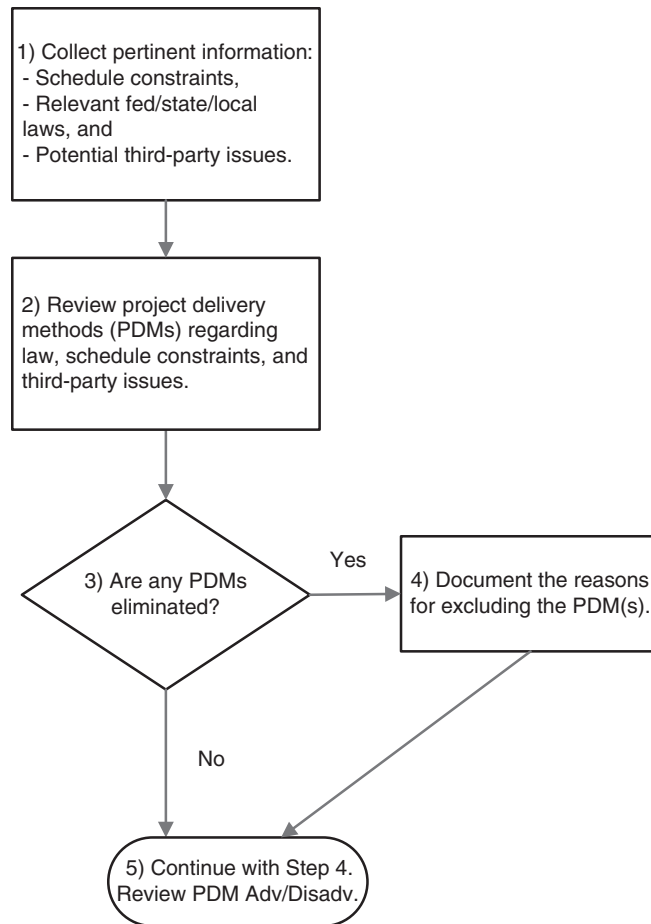 1) Collect pertinent information:
- Schedule constraints,
- Relevant fed/state/local
laws, and
- Potential third-party issues.
2) Review project delivery
methods (PDMs) regarding
law, schedule constraints, and
third-party issues.
3) Are any PDMs
eliminated?
Yes
4) Document the reasons
for excluding the PDM(s).
No
5) Continue with Step 4.
Review PDM Adv/Disadv.